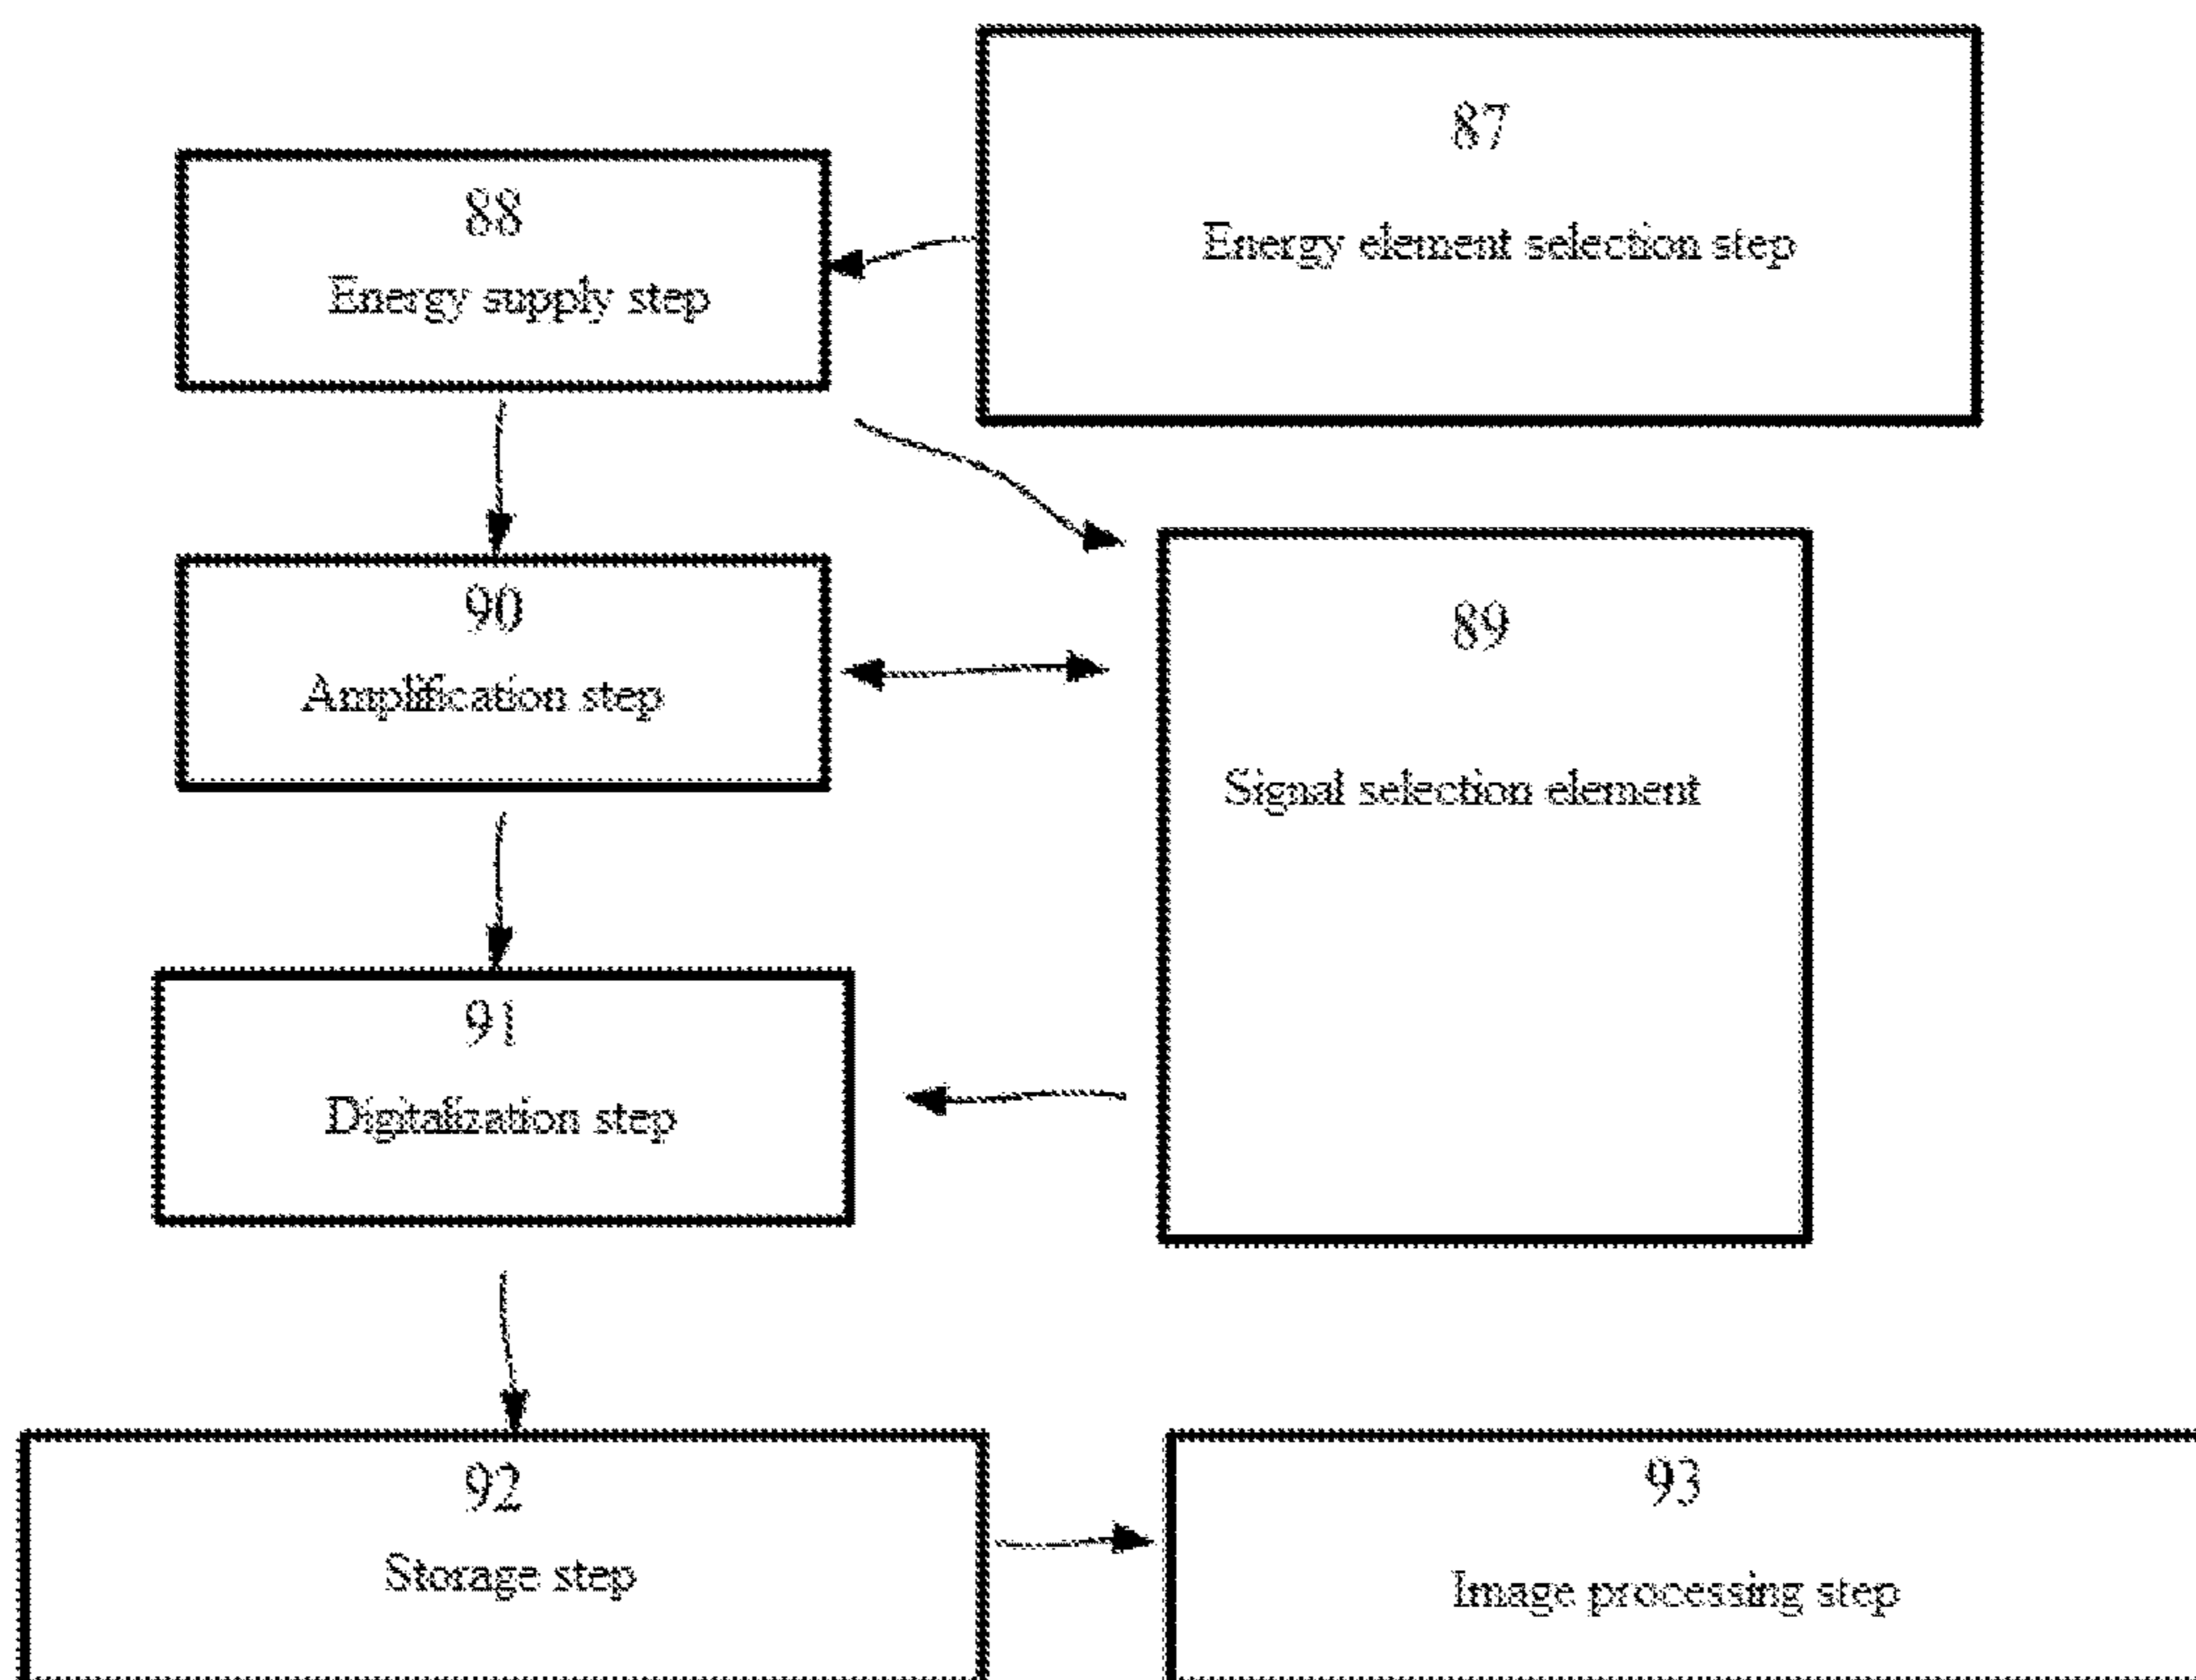 87
Energy element selection step
88
Energy supply step
90
Amplification step
89
Signal selection element
91
Digitalization step
92
Storage step
93
Image processing step